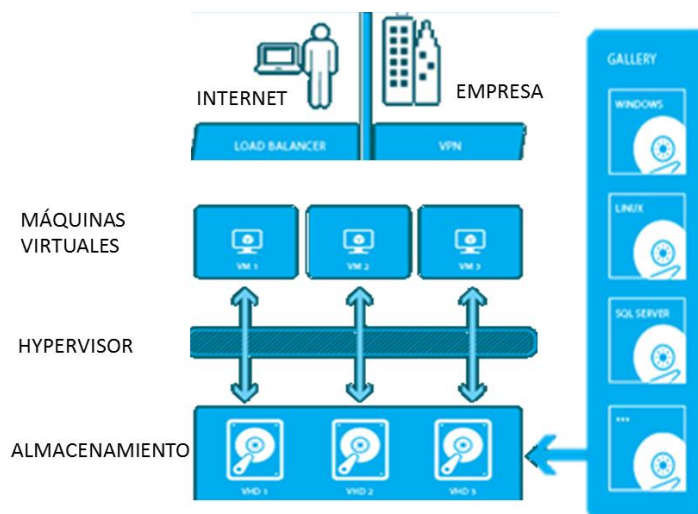 INTERNET
EMPRESA
LOAD BALANCER
VPN
MÁQUINAS
VIRTUALES
VM 1
VM 2
VM 3
HYPERVISOR
ALMACENAMIENTO
VHD 1
VHD 2
VHD 3
GALLERY
WINDOWS
LINUX
SQL SERVER
...